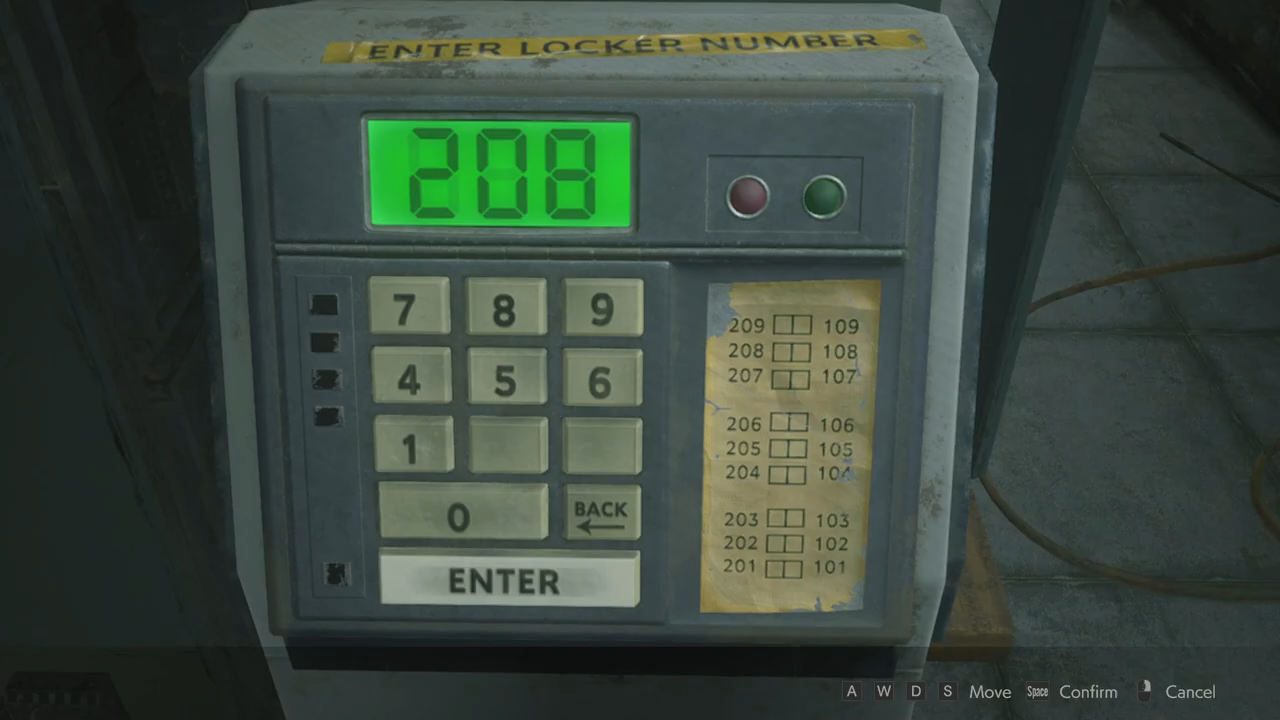 ENTER LOCKER NUMBER
208
7 8 9
4 5 6
1
0 BACK
ENTER
209 109
208 108
207 107
206 106
205 105
204 104
203 103
202 102
201 101
A W D S Move Space Confirm Cancel